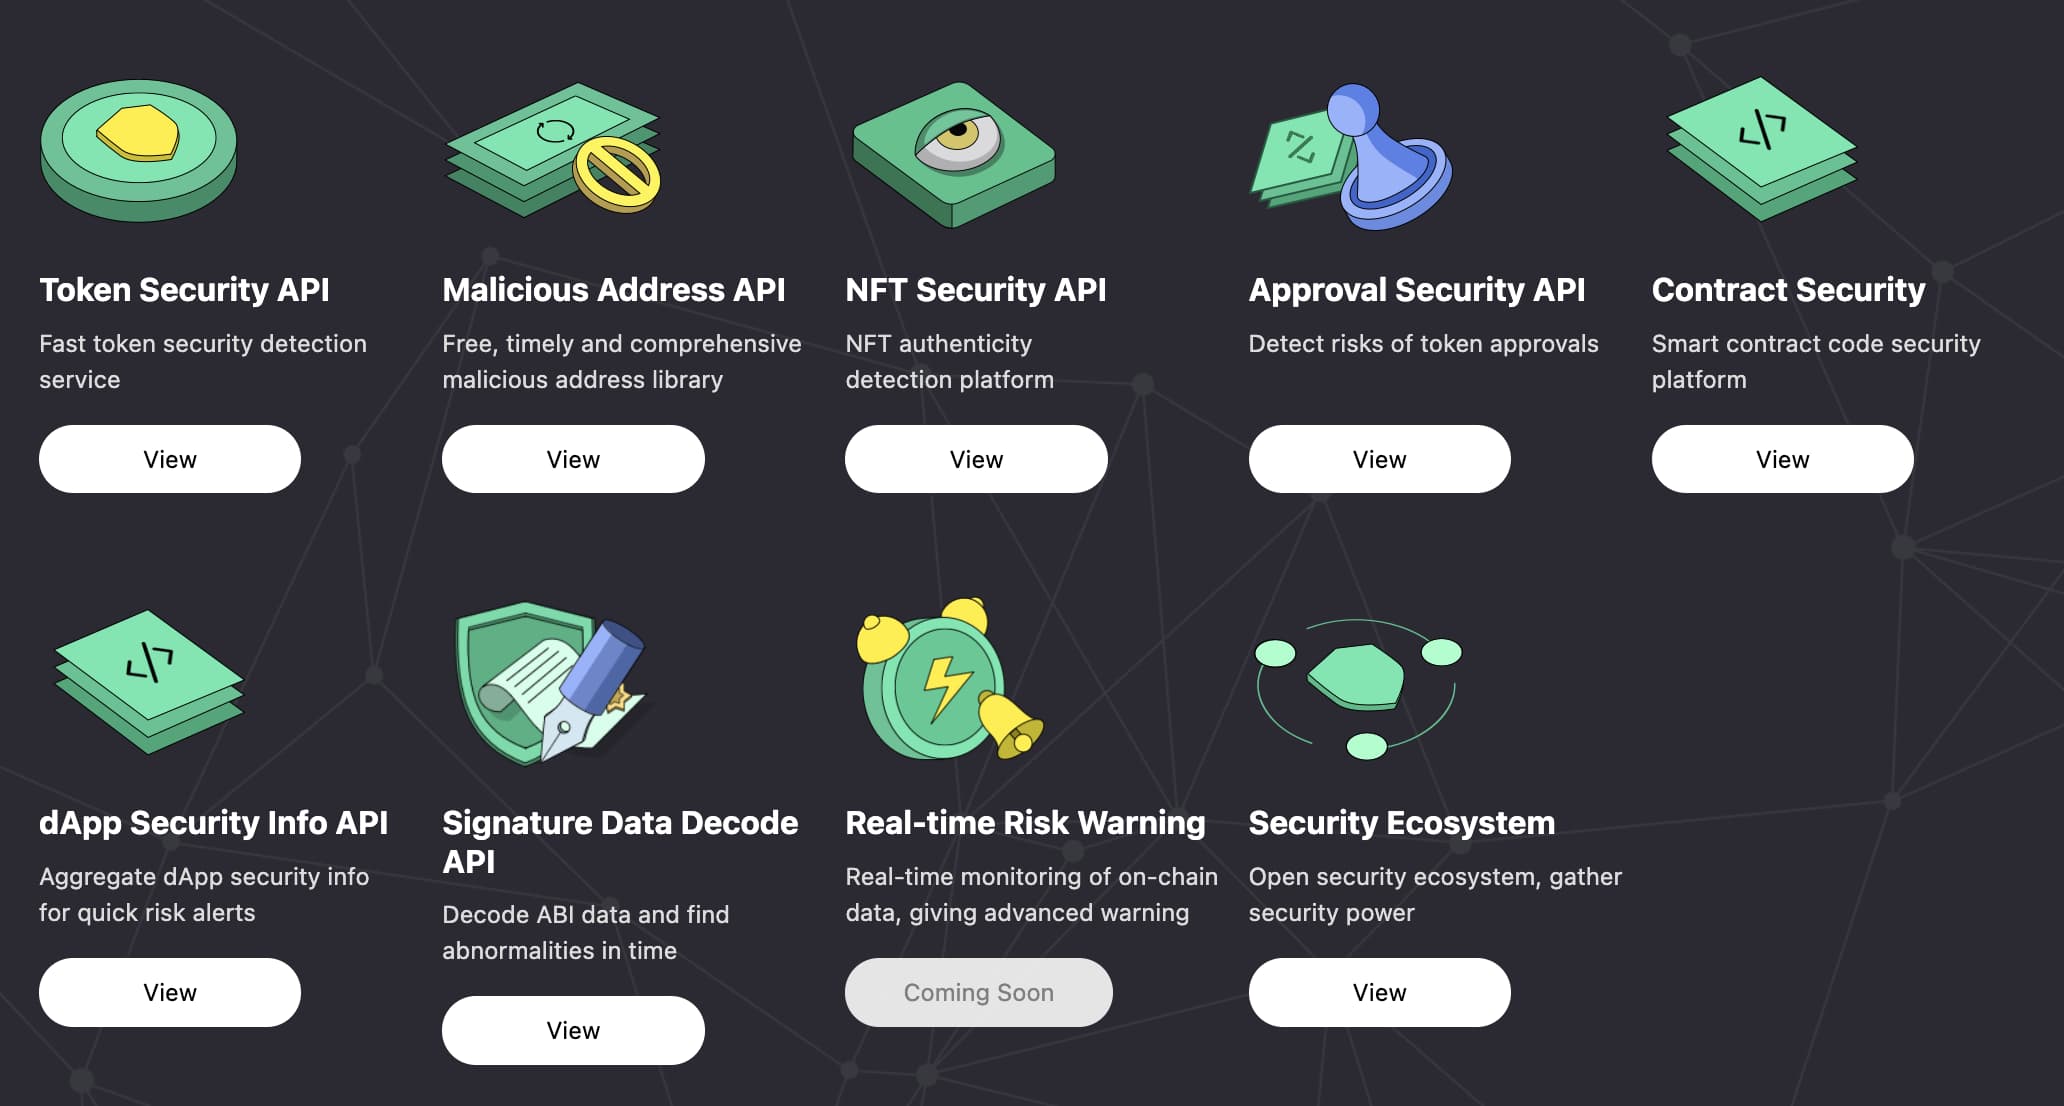 Token Security API
Fast token security detection
service
View
Malicious Address API
Free, timely and comprehensive
malicious address library
View
NFT Security API
NFT authenticity
detection platform
View
Approval Security API
Detect risks of token approvals
View
Contract Security
Smart contract code security
platform
View
dApp Security Info API
Aggregate dApp security info
for quick risk alerts
View
Signature Data Decode
API
Decode ABI data and find
abnormalities in time
View
Real-time Risk Warning
Real-time monitoring of on-chain
data, giving advanced warning
Coming Soon
Security Ecosystem
Open security ecosystem, gather
security power
View